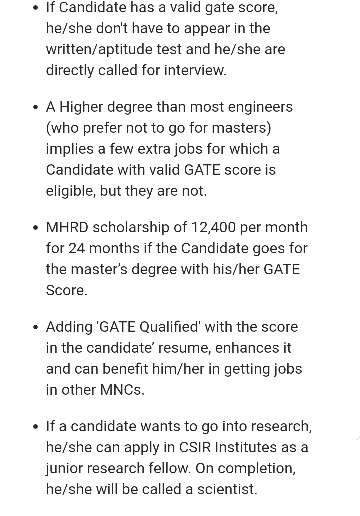 • If Candidate has a valid gate score,
he/she don't have to appear in the
written/aptitude test and he/she are
directly called for interview.
• A Higher degree than most engineers
(who prefer not to go for masters)
implies a few extra jobs for which a
Candidate with valid GATE score is
eligible, but they are not.
• MHRD scholarship of 12,400 per month
for 24 months if the Candidate goes for
the master's degree with his/her GATE
Score.
• Adding 'GATE Qualified' with the score
in the candidate' resume, enhances it
and can benefit him/her in getting jobs
in other MNCs.
• If a candidate wants to go into research,
he/she can apply in CSIR Institutes as a
junior research fellow. On completion,
he/she will be called a scientist.